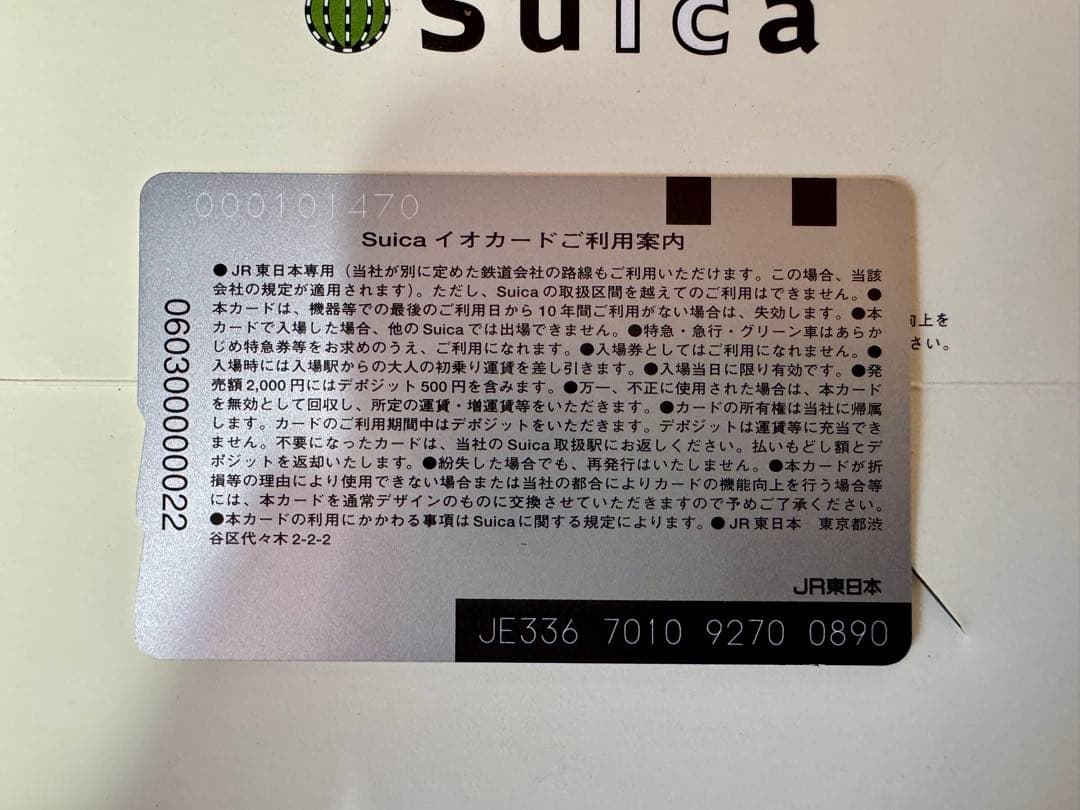 Suica
000101470
Suica イオカードご利用案内
●JR東日本専用（当社が別に定めた鉄道会社の路線もご利用いただけます。この場合、当該
会社の規定が適用されます）。ただし、Suicaの取扱区間を越えてのご利用はできません。●
本カードは、機器等での最後のご利用日から10年間ご利用がない場合は、失効します。●本
カードで入場した場合、他のSuicaでは出場できません。●特急・急行・グリーン車はあらか
じめ特急券等をお求めのうえ、ご利用になれます。●入場券としてはご利用になれません。●
入場時には入場駅からの大人の初乗り運賃を差し引きます。●入場当日に限り有効です。●発
売額2,000円にはデポジット500円を含みます。●万一、不正に使用された場合は、本カード
を無効として回収し、所定の運賃・増運賃等をいただきます。●カードの所有権は当社に帰属
します。カードのご利用期間中はデポジットをいただきます。デポジットは運賃等に充当でき
ません。不要になったカードは、当社のSuica取扱駅にお返しください。払いもどし額とデ
ポジットを返却いたします。●紛失した場合でも、再発行はいたしません。●本カードが折
損等の理由により使用できない場合または当社の都合によりカードの機能向上を行う場合等
には、本カードを通常デザインのものに交換させていただきますので予めご了承ください。
●本カードの利用にかかわる事項はSuicaに関する規定によります。●JR東日本 東京都渋
谷区代々木2-2-2
JR東日本
JE336 7010 9270 0890
0603000000022
向上を
さい。